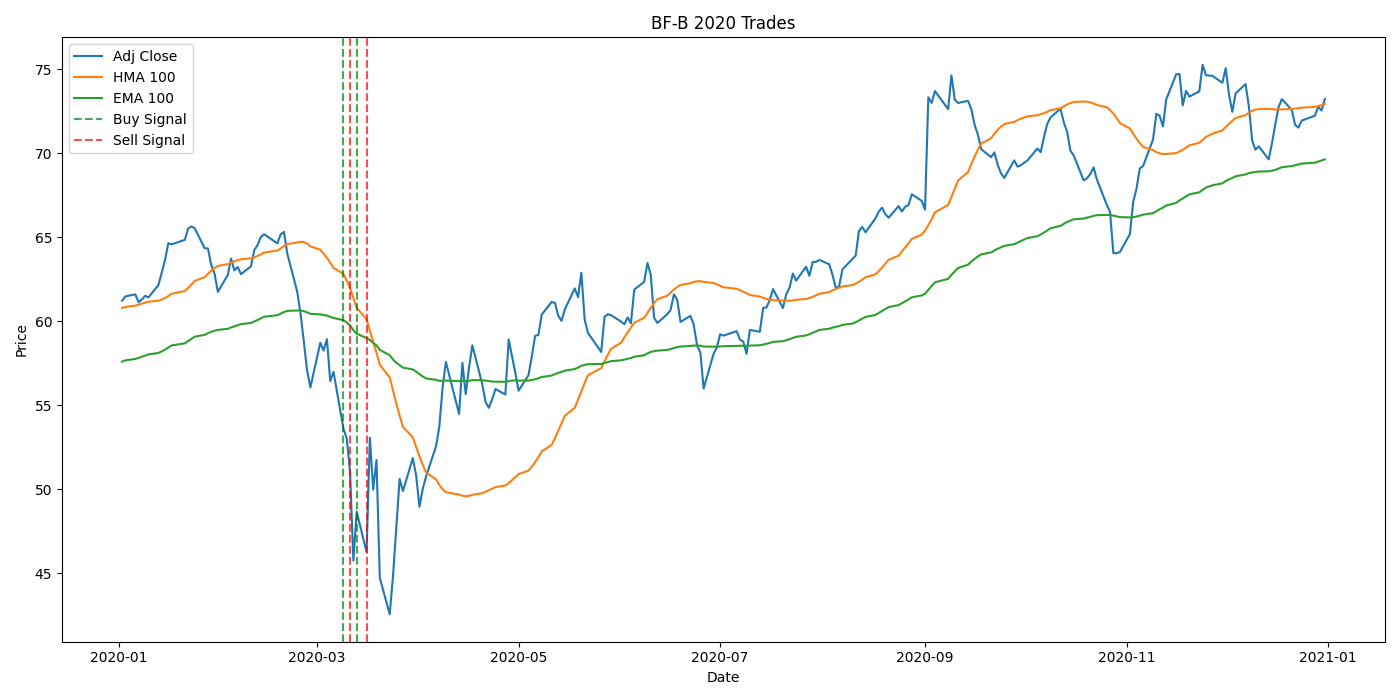 BF-B 2020 Trades
Adj Close
HMA 100
EMA 100
Buy Signal
Sell Signal
Price
75
70
65
60
55
50
45
2020-01
2020-03
2020-05
2020-07
2020-09
2020-11
2021-01
Date